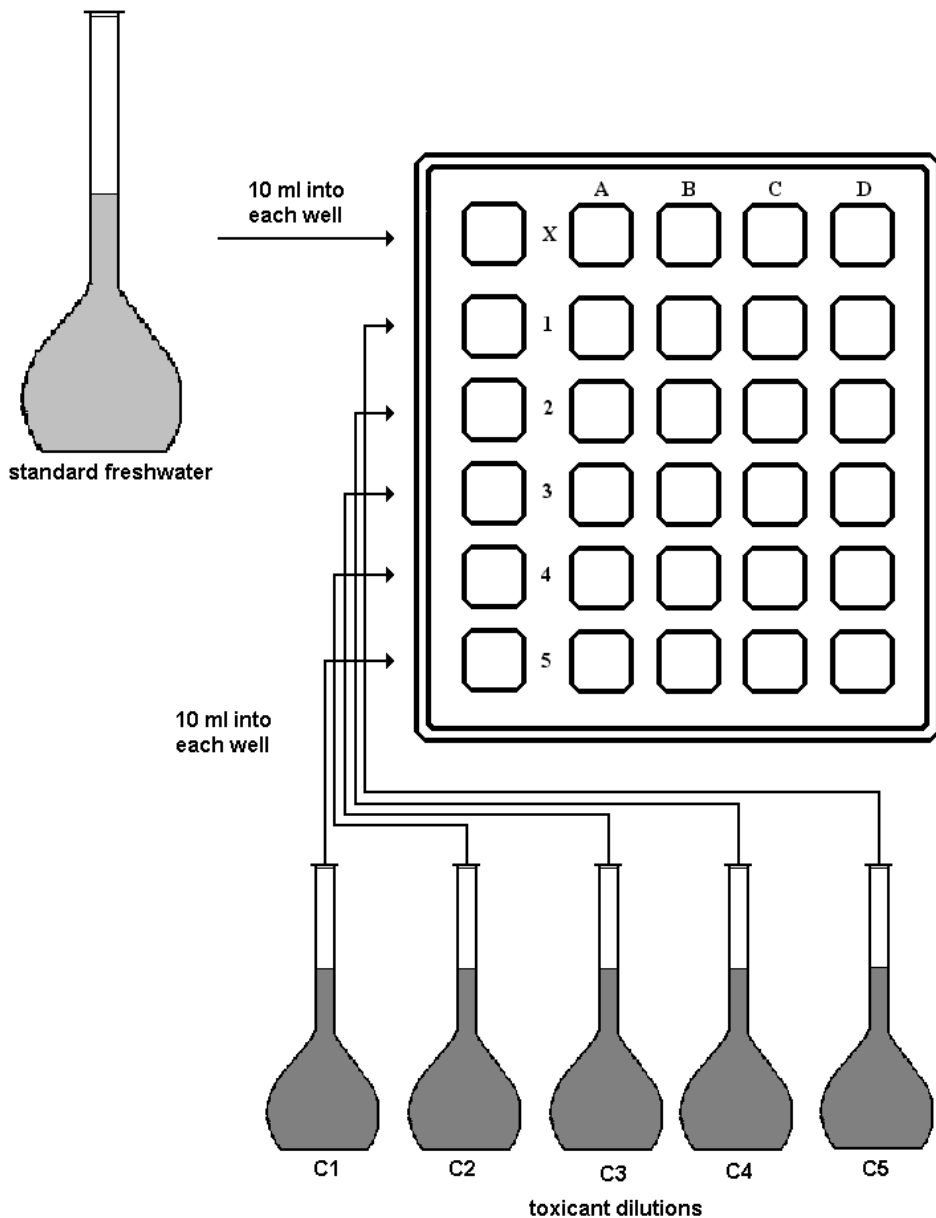 10 ml into
each well
A B C D
X
1
2
3
4
5
standard freshwater
10 ml into
each well
C1 C2 C3 C4 C5
toxicant dilutions